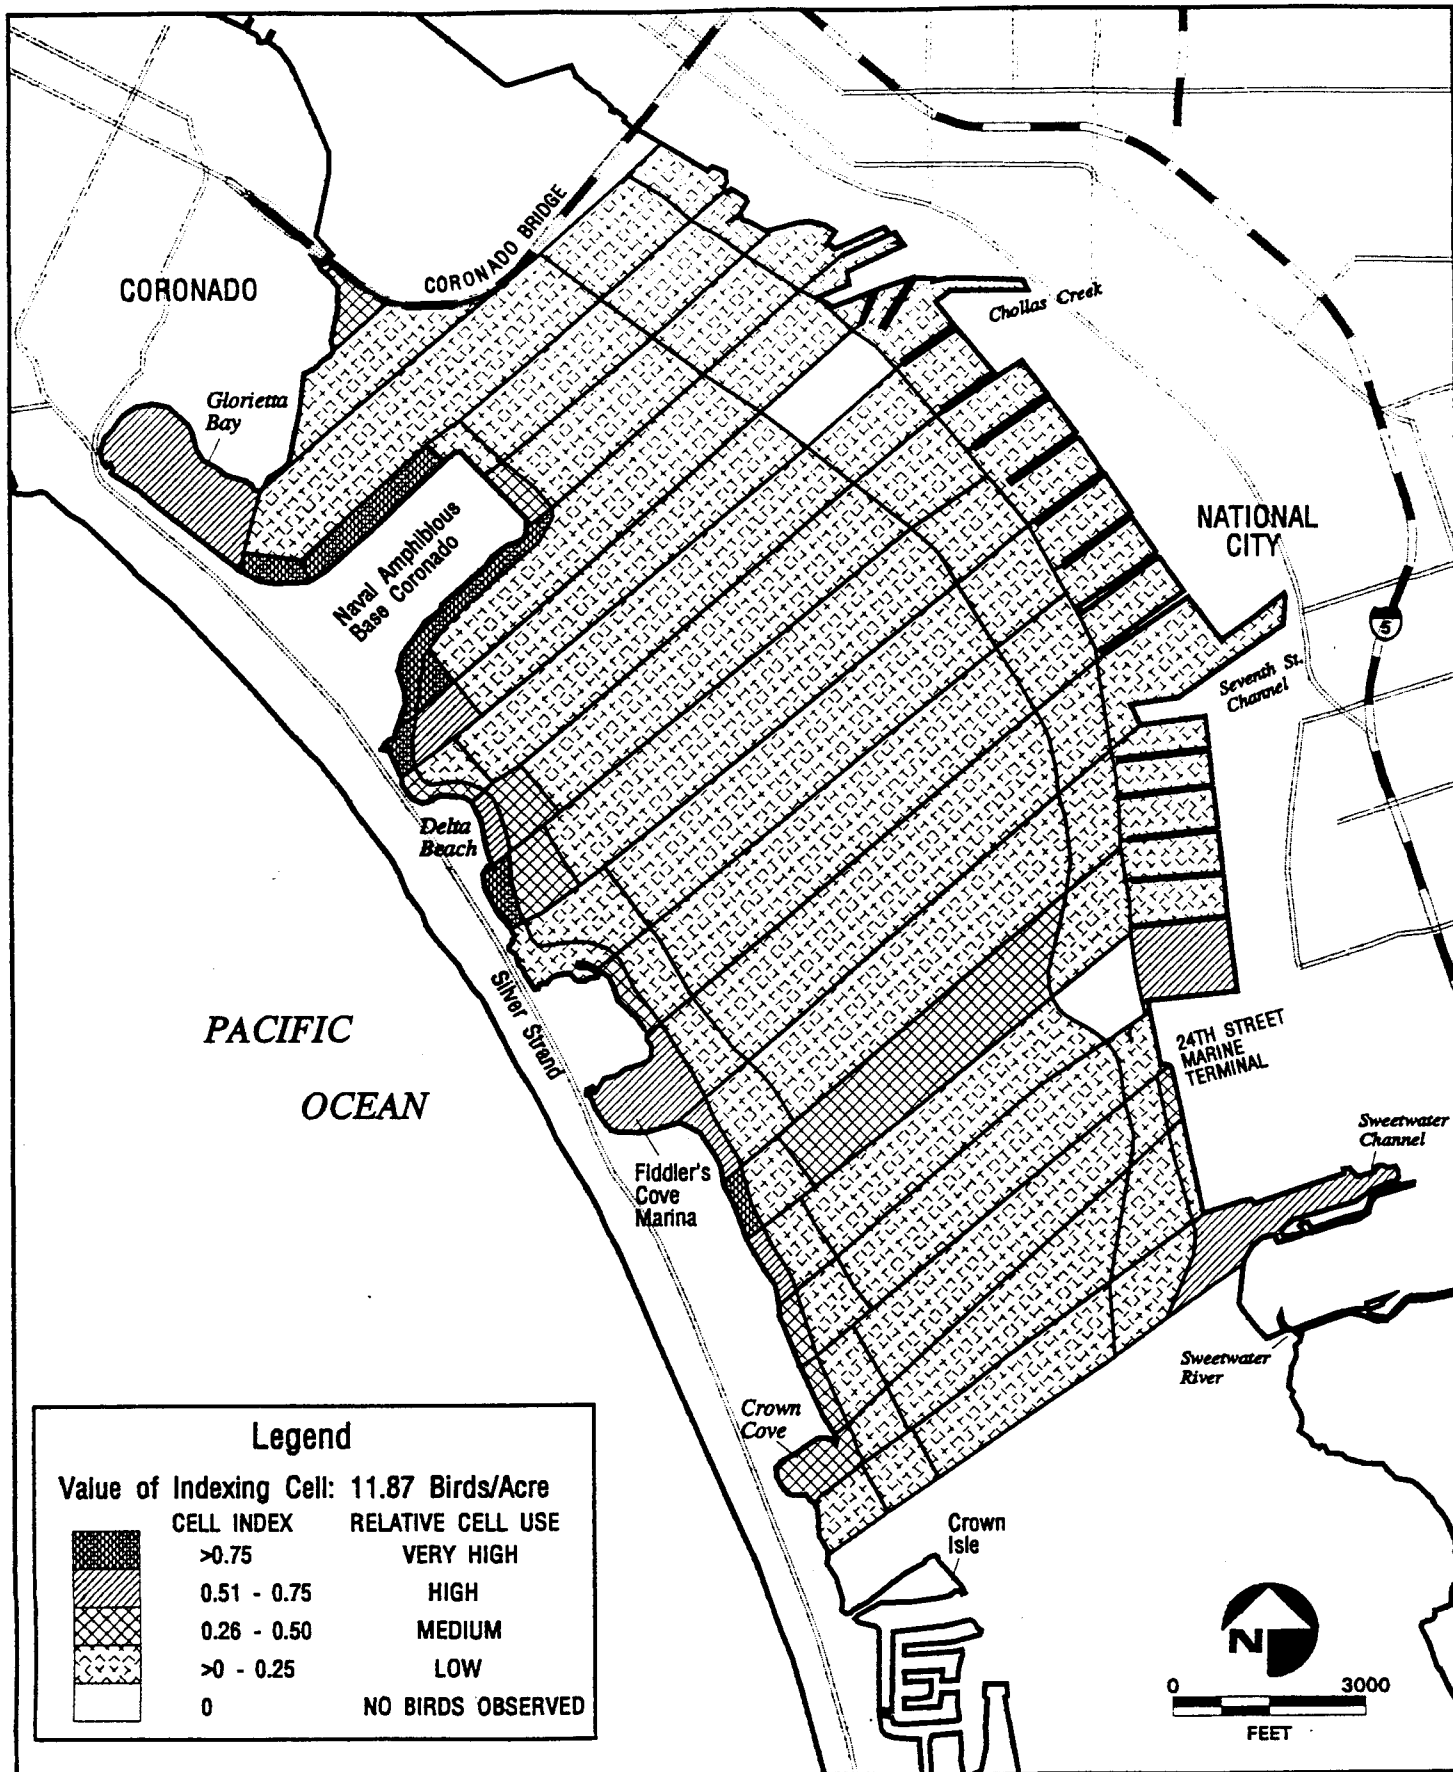 CORONADO BRIDGE
CORONADO
Chollas Creek
Glorietta
Bay
NATIONAL
CITY
Naval Amphibious
Base Coronado
5
Seventh St.
Channel
Delta
Beach
Silver Strand
PACIFIC
OCEAN
24TH STREET
MARINE
TERMINAL
Sweetwater
Channel
Fiddler's
Cove
Marina
Sweetwater
River
Crown
Cove
Legend
Value of Indexing Cell: 11.87 Birds/Acre
CELL INDEX RELATIVE CELL USE
>0.75 VERY HIGH
0.51 - 0.75 HIGH
0.26 - 0.50 MEDIUM
>0 - 0.25 LOW
0 NO BIRDS OBSERVED
Crown
Isle
N
0 3000
FEET